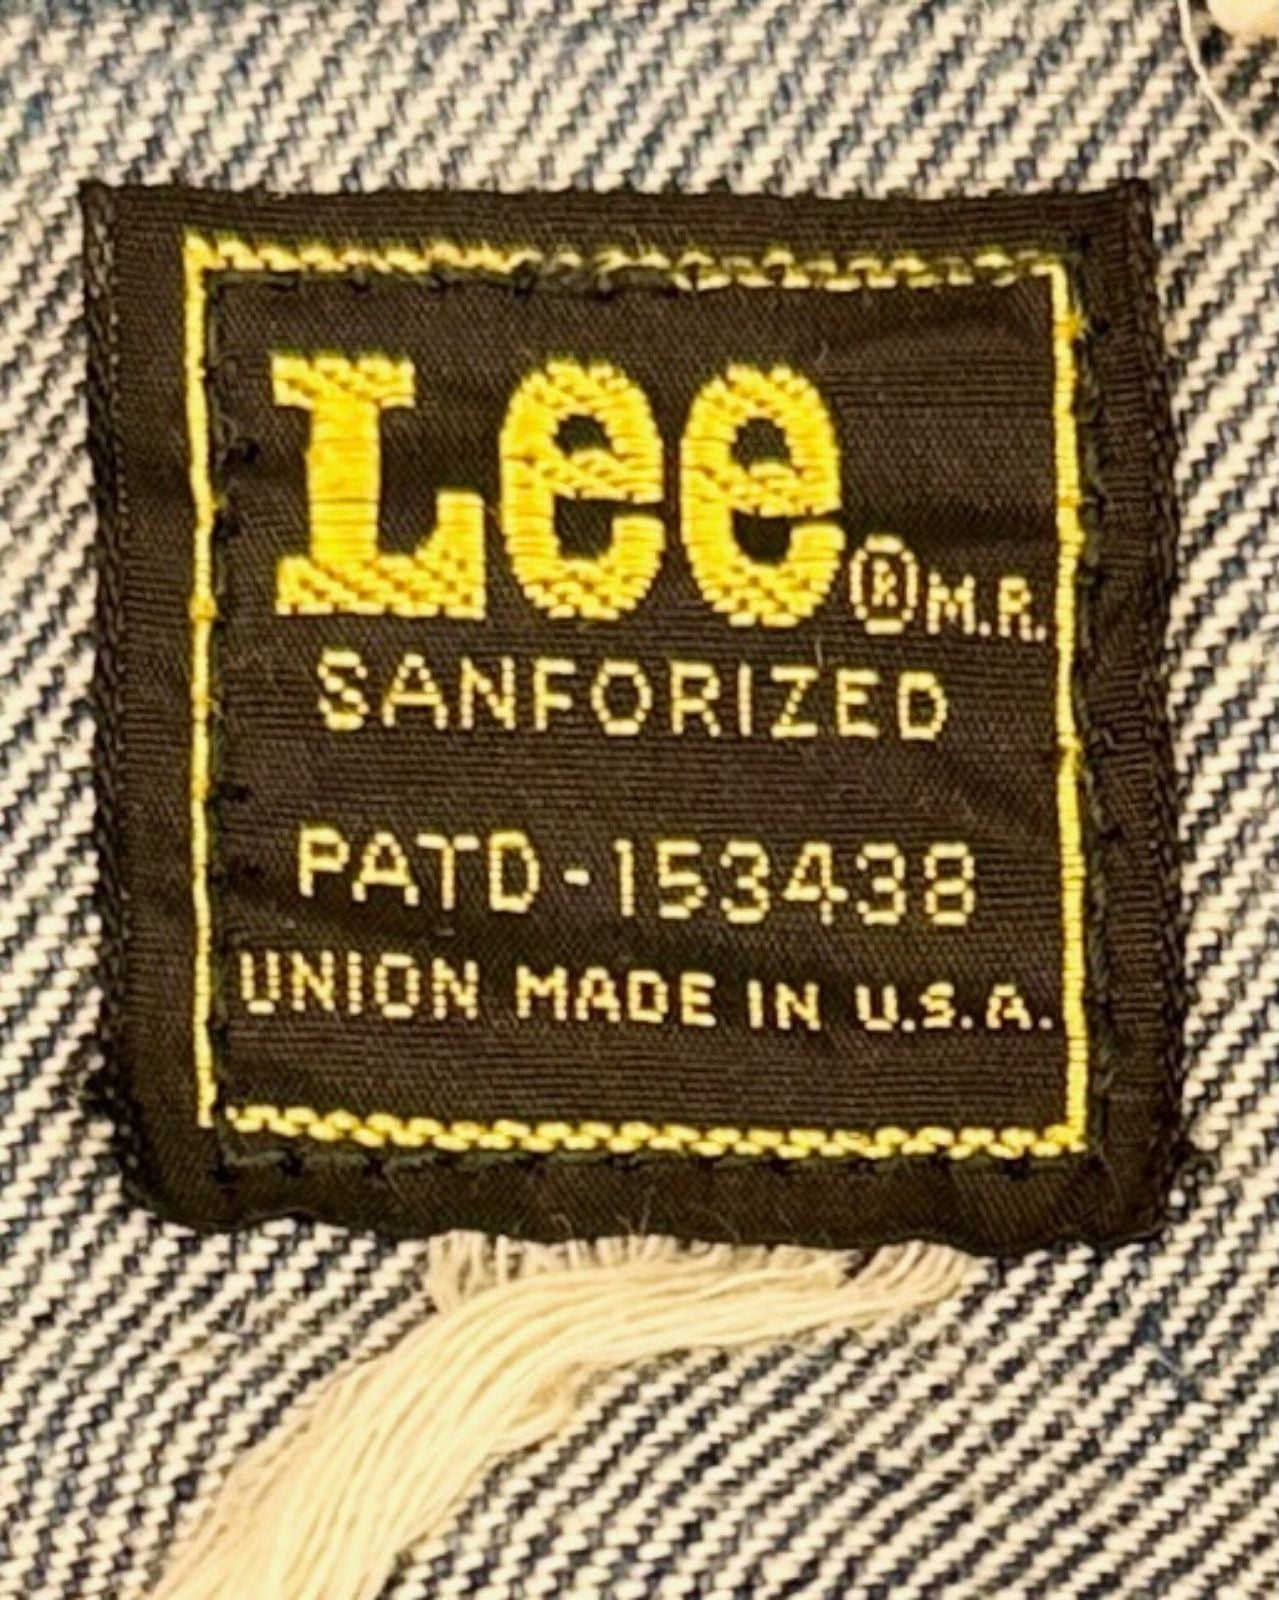 Lee® M.R.
SANFORIZED
PATD-153438
UNION MADE IN U.S.A.